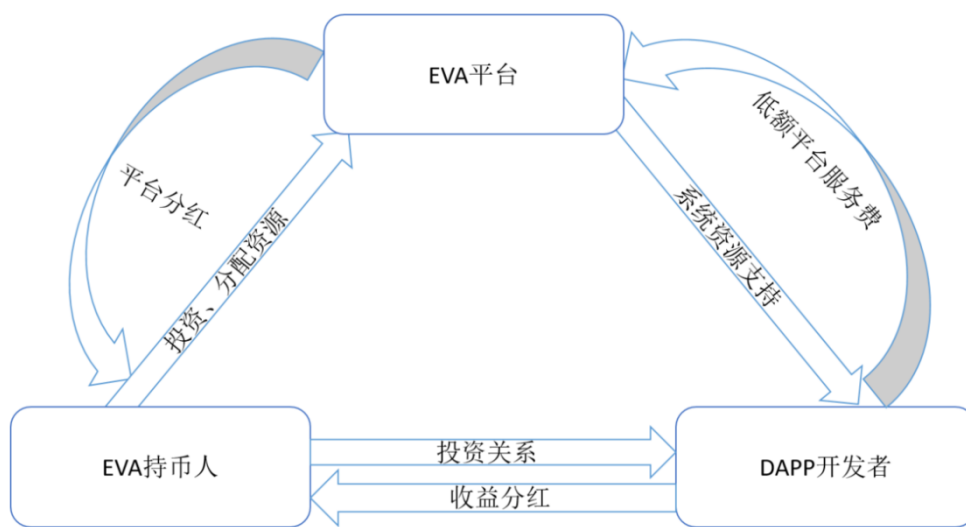 EVA平台
平台分红
投资、分配资源
系统资源支持
低额平台服务费
EVA持币人
投资关系
收益分红
DAPP开发者